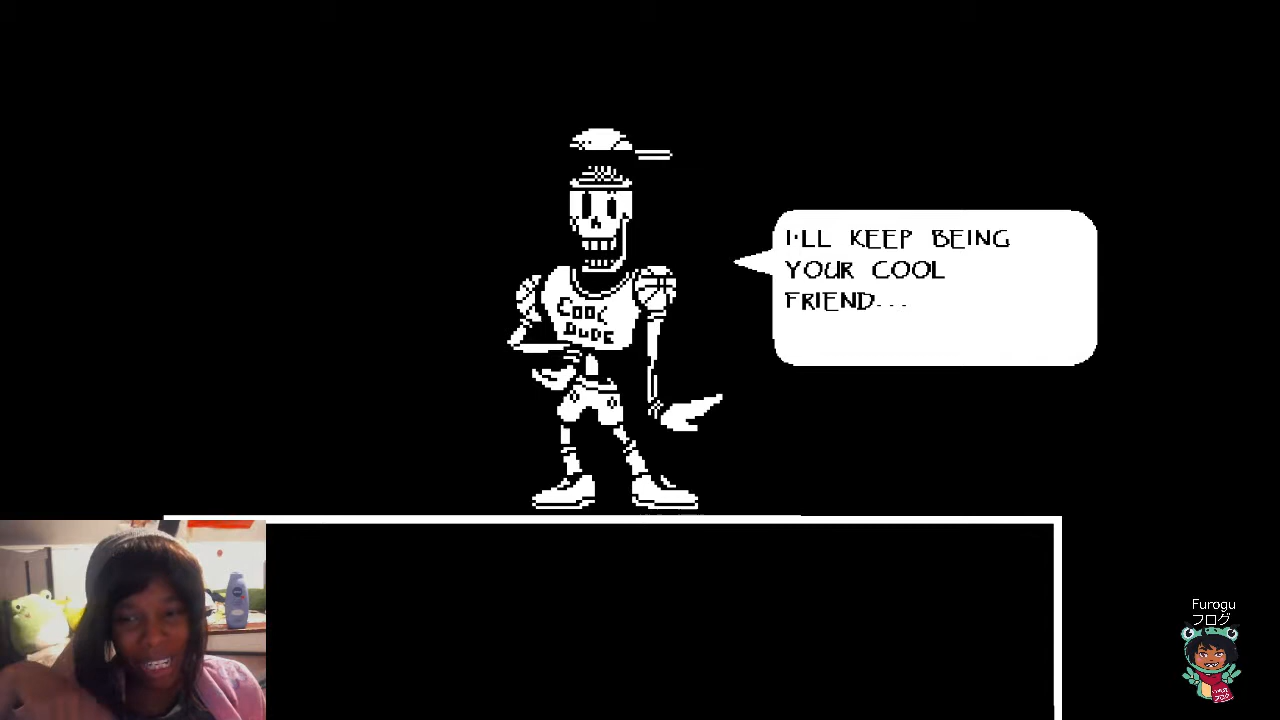 I'LL KEEP BEING
YOUR COOL
FRIEND...
COOL
DUDE
Furogu
フログ